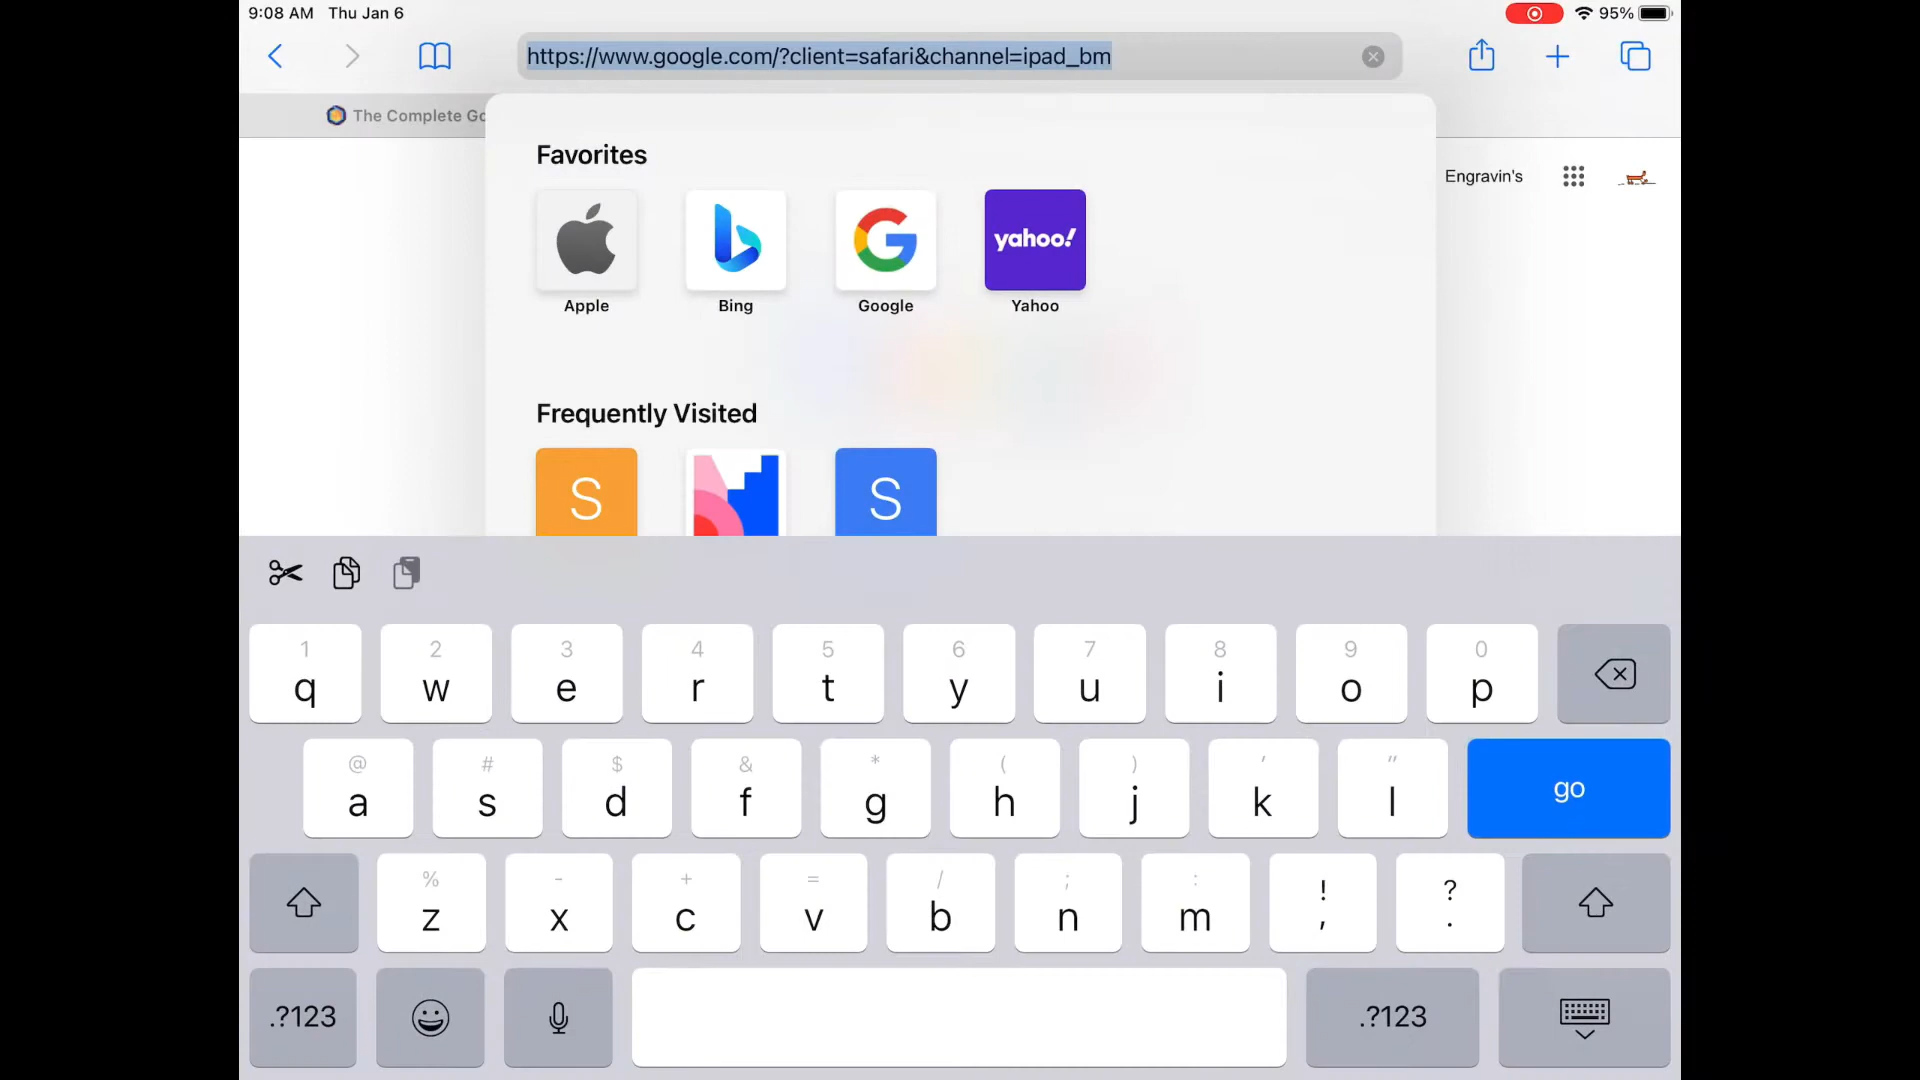 9:08 AM Thu Jan 6
95%
https://www.google.com/?client=safari&channel=ipad_bm
The Complete Go
Favorites
Engravin's
yahoo!
Apple Bing Google Yahoo
Frequently Visited
S S
1 2 3 4 5 6 7 8 9 0
q w e r t y u i o p
@ # $ & * ( ) ' "
a s d f g h j k l go
% - + = / ; : ! ?
z x c v b n m , .
.?123 .?123